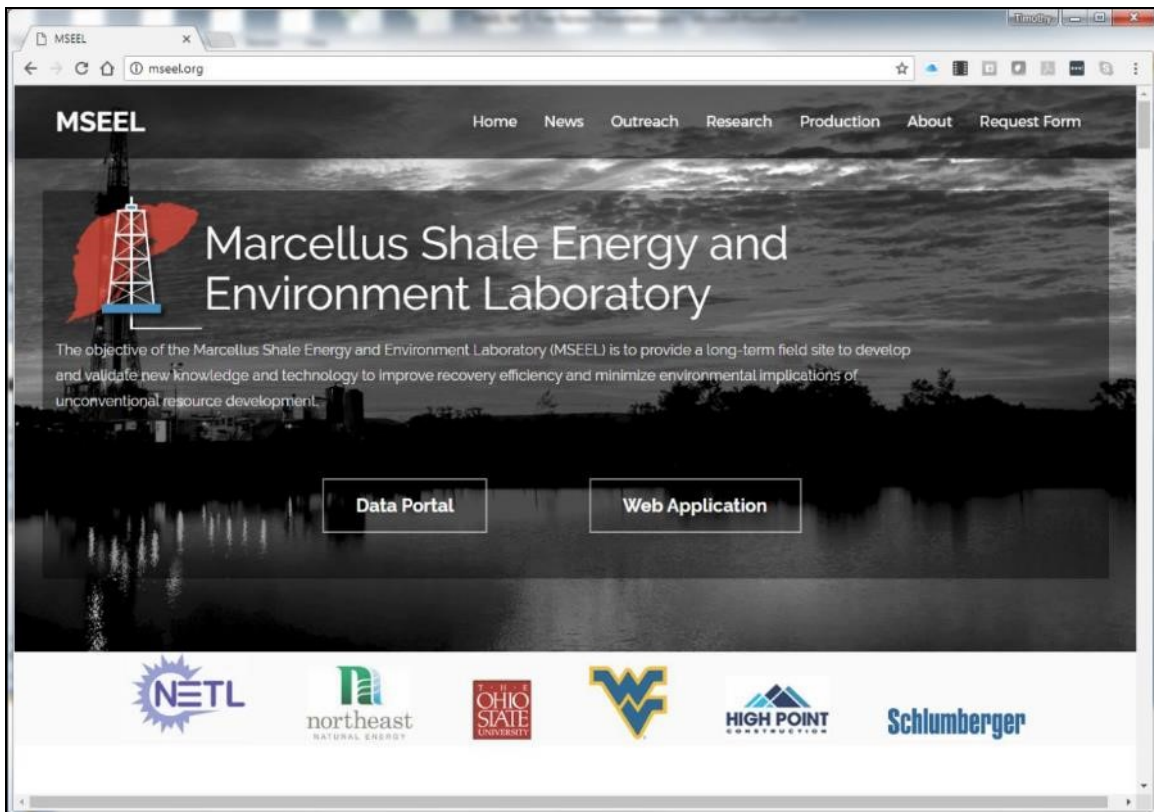 Timothy
MSEEL
mseel.org
MSEEL
Home News Outreach Research Production About Request Form
Marcellus Shale Energy and
Environment Laboratory
The objective of the Marcellus Shale Energy and Environment Laboratory (MSEEL) is to provide a long-term field site to develop
and validate new knowledge and technology to improve recovery efficiency and minimize environmental implications of
unconventional resource development.
Data Portal Web Application
NETL
northeast
NATURAL ENERGY
T · H · E
OHIO
STATE
UNIVERSITY
WV
HIGH POINT
CONSTRUCTION
Schlumberger